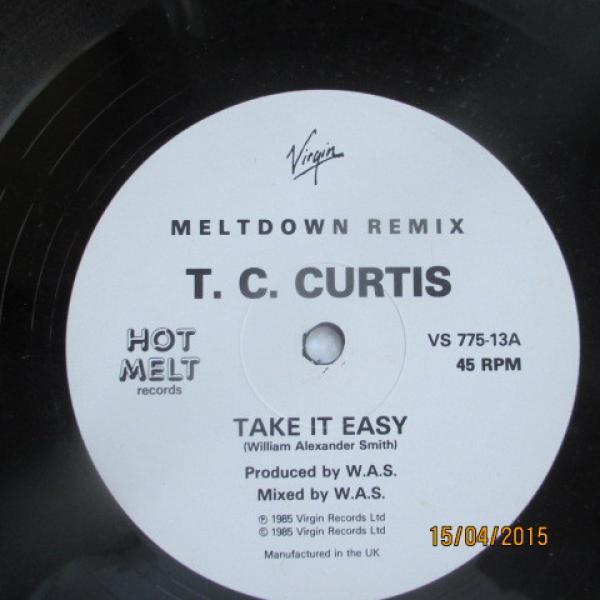 Virgin
MELTDOWN REMIX
T. C. CURTIS
HOT
MELT
records
VS 775-13A
45 RPM
TAKE IT EASY
(William Alexander Smith)
Produced by W.A.S.
Mixed by W.A.S.
℗ 1985 Virgin Records Ltd
© 1985 Virgin Records Ltd
Manufactured in the UK
15/04/2015